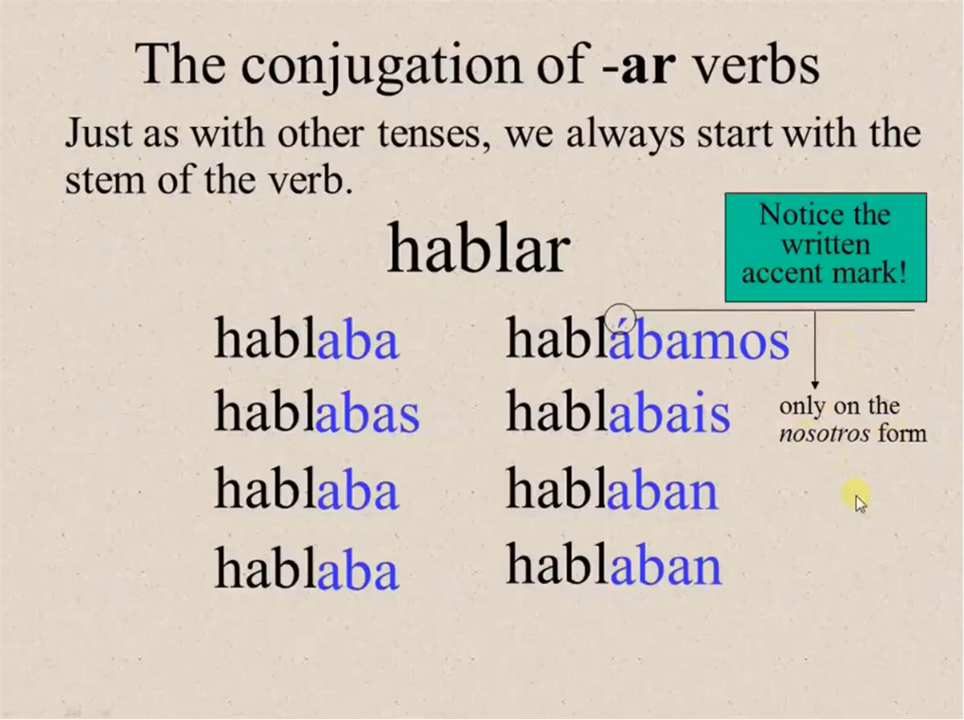 The conjugation of -ar verbs
Just as with other tenses, we always start with the
stem of the verb.
Notice the
written
accent mark!
hablar
hablaba hablábamos
hablabas hablabais
only on the
nosotros form
hablaba hablaban
hablaba hablaban